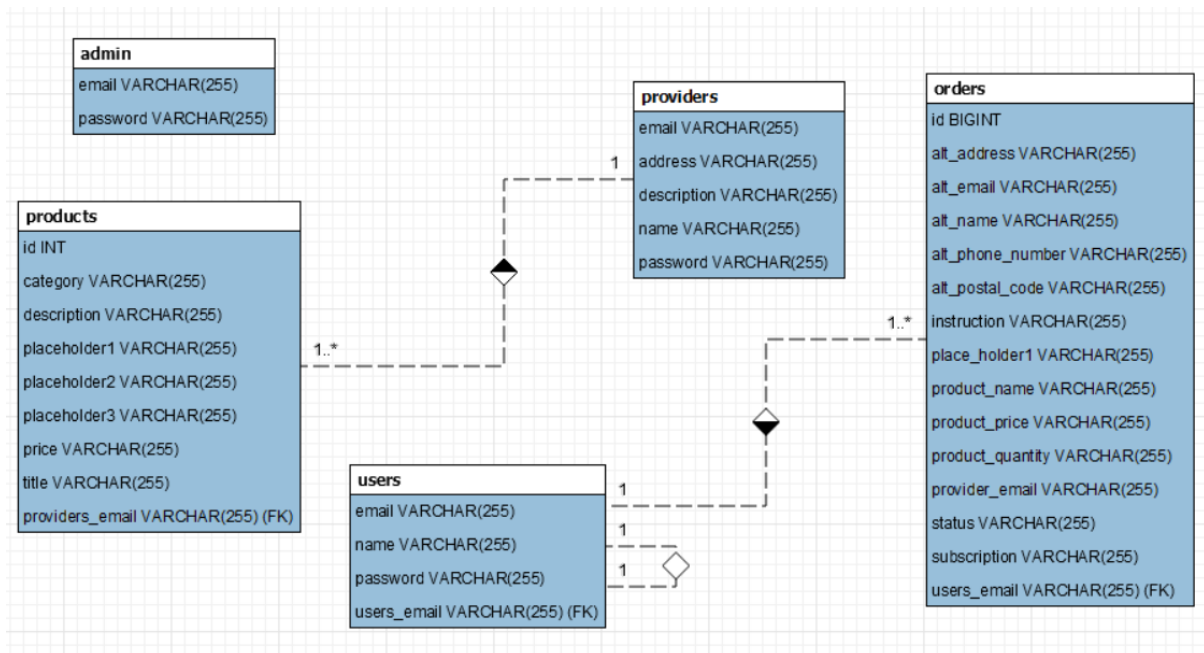 admin
email VARCHAR(255)
password VARCHAR(255)
products
id INT
category VARCHAR(255)
description VARCHAR(255)
placeholder1 VARCHAR(255)
placeholder2 VARCHAR(255)
placeholder3 VARCHAR(255)
price VARCHAR(255)
title VARCHAR(255)
providers_email VARCHAR(255) (FK)
1..*
1
providers
email VARCHAR(255)
address VARCHAR(255)
description VARCHAR(255)
name VARCHAR(255)
password VARCHAR(255)
users
email VARCHAR(255)
name VARCHAR(255)
password VARCHAR(255)
users_email VARCHAR(255) (FK)
1
1
1
1..*
orders
id BIGINT
alt_address VARCHAR(255)
alt_email VARCHAR(255)
alt_name VARCHAR(255)
alt_phone_number VARCHAR(255)
alt_postal_code VARCHAR(255)
instruction VARCHAR(255)
place_holder1 VARCHAR(255)
product_name VARCHAR(255)
product_price VARCHAR(255)
product_quantity VARCHAR(255)
provider_email VARCHAR(255)
status VARCHAR(255)
subscription VARCHAR(255)
users_email VARCHAR(255) (FK)